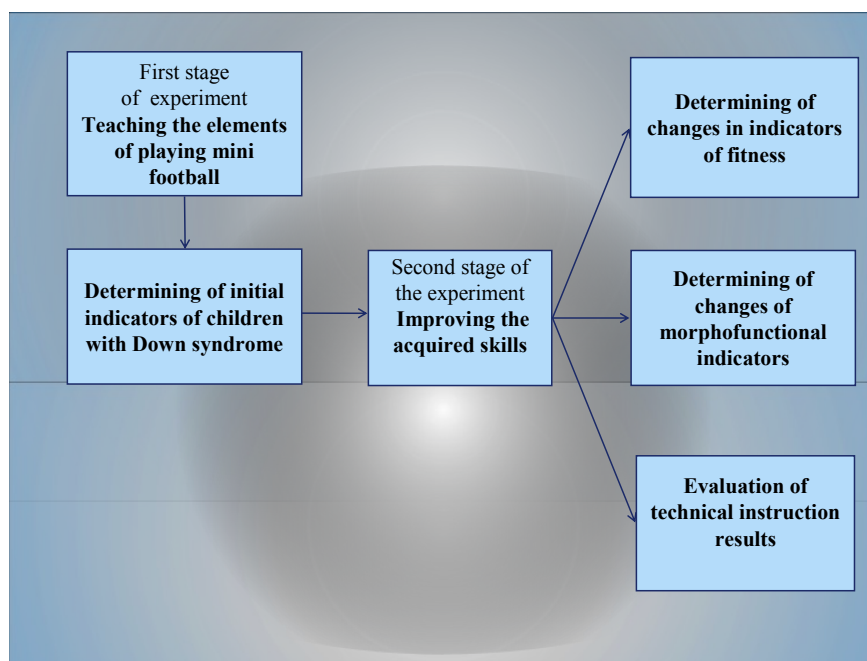 First stage
of experiment
Teaching the elements
of playing mini
football
Determining of initial
indicators of children
with Down syndrome
Second stage of
the experiment
Improving the
acquired skills
Determining of
changes in indicators
of fitness
Determining of
changes of
morphofunctional
indicators
Evaluation of
technical instruction
results